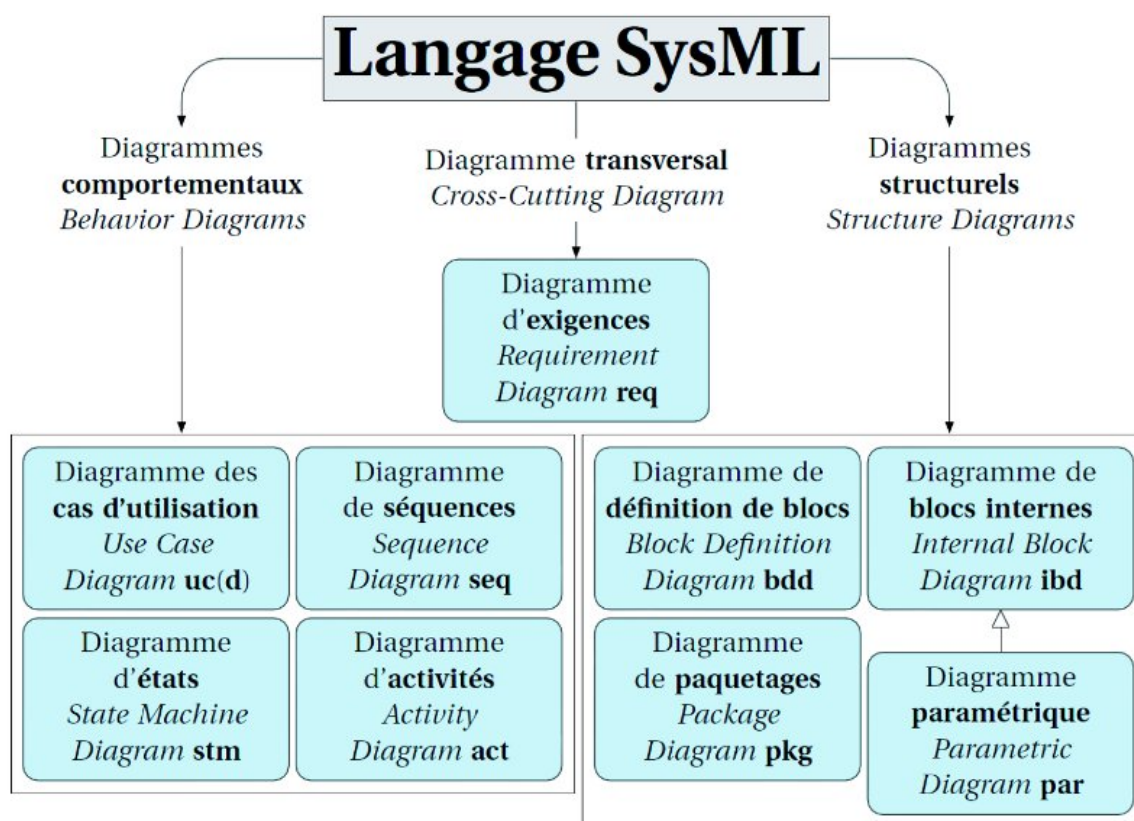 Langage SysML
Diagrammes
comportementaux
Behavior Diagrams
Diagramme transversal
Cross-Cutting Diagram
Diagrammes
structurels
Structure Diagrams
Diagramme
d'exigences
Requirement
Diagram req
Diagramme des
cas d'utilisation
Use Case
Diagram uc(d)
Diagramme
de séquences
Sequence
Diagram seq
Diagramme de
définition de blocs
Block Definition
Diagram bdd
Diagramme de
blocs internes
Internal Block
Diagram ibd
Diagramme
d'états
State Machine
Diagram stm
Diagramme
d'activités
Activity
Diagram act
Diagramme
de paquetages
Package
Diagram pkg
Diagramme
paramétrique
Parametric
Diagram par